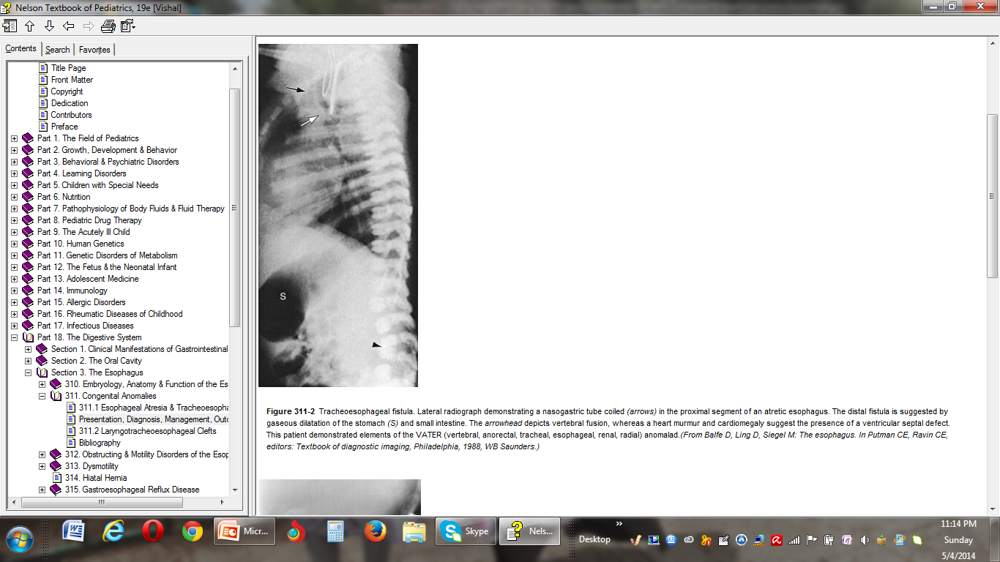 Nelson Textbook of Pediatrics, 19e [Vishal]
Contents
Search
Favorites
Title Page
Front Matter
Copyright
Dedication
Contributors
Preface
Part 1. The Field of Pediatrics
Part 2. Growth, Development & Behavior
Part 3. Behavioral & Psychiatric Disorders
Part 4. Learning Disorders
Part 5. Children with Special Needs
Part 6. Nutrition
Part 7. Pathophysiology of Body Fluids & Fluid Therapy
Part 8. Pediatric Drug Therapy
Part 9. The Acutely Ill Child
Part 10. Human Genetics
Part 11. Genetic Disorders of Metabolism
Part 12. The Fetus & the Neonatal Infant
Part 13. Adolescent Medicine
Part 14. Immunology
Part 15. Allergic Disorders
Part 16. Rheumatic Diseases of Childhood
Part 17. Infectious Diseases
Part 18. The Digestive System
Section 1. Clinical Manifestations of Gastrointestinal
Section 2. The Oral Cavity
Section 3. The Esophagus
310. Embryology, Anatomy & Function of the Es
311. Congenital Anomalies
311.1 Esophageal Atresia & Tracheoesopha
Presentation, Diagnosis, Management, Outc
311.2 Laryngotracheoesophageal Clefts
Bibliography
312. Obstructing & Motility Disorders of the Esop
313. Dysmotility
314. Hiatal Hernia
315. Gastroesophageal Reflux Disease
S
Figure 311-2 Tracheoesophageal fistula. Lateral radiograph demonstrating a nasogastric tube coiled (arrows) in the proximal segment of an atretic esophagus. The distal fistula is suggested by
gaseous dilatation of the stomach (S) and small intestine. The arrowhead depicts vertebral fusion, whereas a heart murmur and cardiomegaly suggest the presence of a ventricular septal defect.
This patient demonstrated elements of the VATER (vertebral, anorectal, tracheal, esophageal, renal, radial) anomalad.(From Balfe D, Ling D, Siegel M: The esophagus. In Putman CE, Ravin CE,
editors: Textbook of diagnostic imaging, Philadelphia, 1988, WB Saunders.)
Micr...
Skype
Nels...
Desktop
11:14 PM
Sunday
5/4/2014